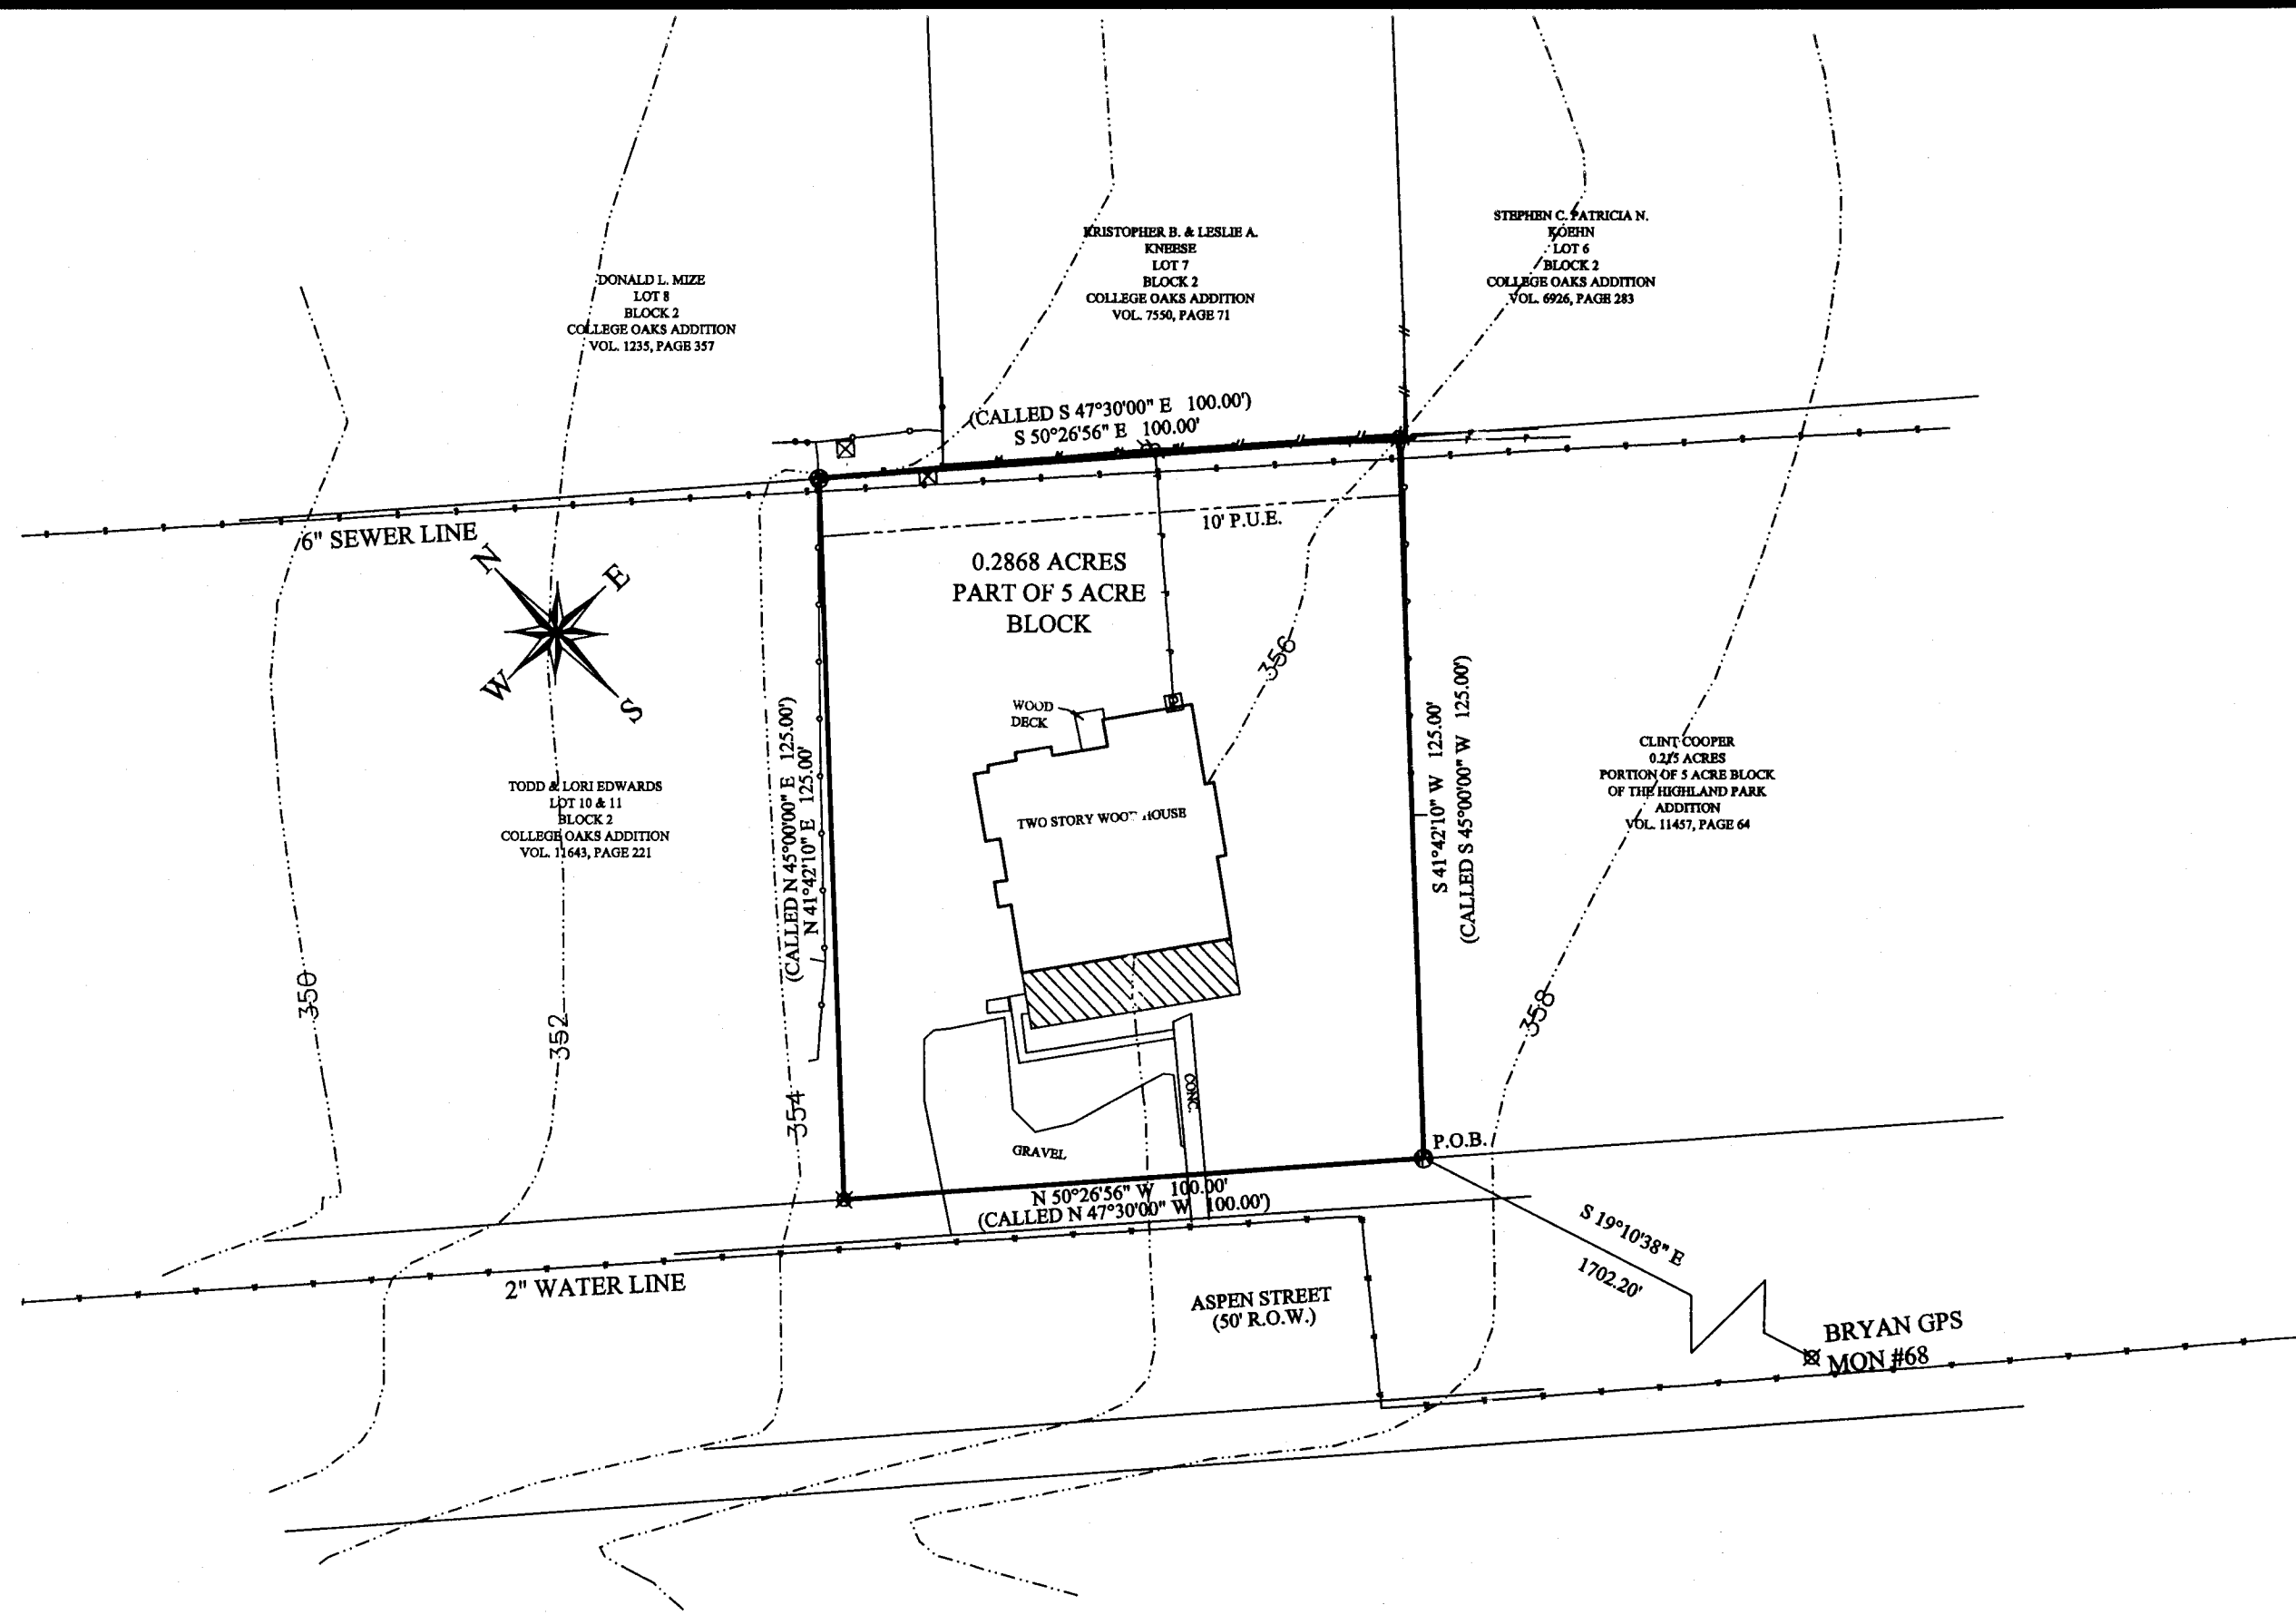 STEPHEN C. PATRICIA N.
KOEHN
LOT 6
BLOCK 2
COLLEGE OAKS ADDITION
VOL. 6926, PAGE 283
KRISTOPHER B. & LESLIE A.
KNEESE
LOT 7
BLOCK 2
COLLEGE OAKS ADDITION
VOL. 7550, PAGE 71
DONALD L. MIZE
LOT 8
BLOCK 2
COLLEGE OAKS ADDITION
VOL. 1235, PAGE 357
(CALLED S 47°30'00" E 100.00')
S 50°26'56" E 100.00'
6" SEWER LINE
10' P.U.E.
N
E
W
S
0.2868 ACRES
PART OF 5 ACRE
BLOCK
356
WOOD
DECK
(CALLED N 45°00'00" E 125.00')
N 41°42'10" E 125.00'
S 41°42'10" W 125.00'
(CALLED S 45°00'00" W 125.00')
TODD & LORI EDWARDS
LOT 10 & 11
BLOCK 2
COLLEGE OAKS ADDITION
VOL. 11643, PAGE 221
TWO STORY WOOD HOUSE
CLINT COOPER
0.215 ACRES
PORTION OF 5 ACRE BLOCK
OF THE HIGHLAND PARK
ADDITION
VOL. 11457, PAGE 64
350
352
354
358
CONC.
GRAVEL
P.O.B.
N 50°26'56" W 100.00'
(CALLED N 47°30'00" W 100.00')
S 19°10'38" E
1702.20'
2" WATER LINE
ASPEN STREET
(50' R.O.W.)
BRYAN GPS
MON #68